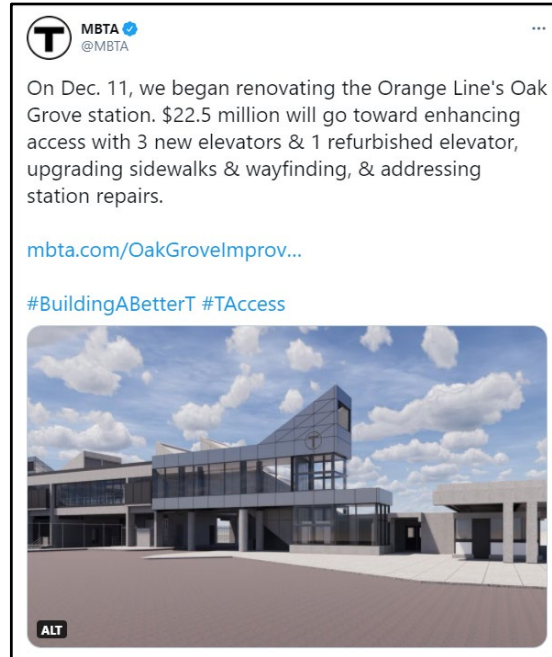 MBTA
@MBTA
On Dec. 11, we began renovating the Orange Line's Oak
Grove station. $22.5 million will go toward enhancing
access with 3 new elevators & 1 refurbished elevator,
upgrading sidewalks & wayfinding, & addressing
station repairs.
mbta.com/OakGroveImprov...
#BuildingABetterT #TAccess
T
ALT